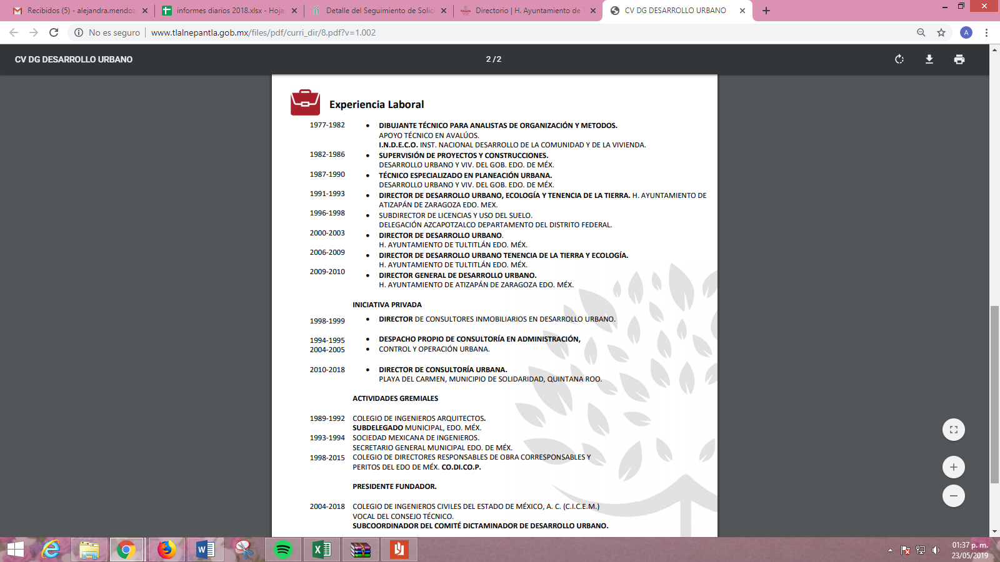 Recibidos (5) - alejandra.mendoz
informes diarios 2018.xlsx - Hoja
Detalle del Seguimiento de Solic
Directorio | H. Ayuntamiento de T
CV DG DESARROLLO URBANO
No es seguro
www.tlalnepantla.gob.mx/files/pdf/curri_dir/8.pdf?v=1.002
A
CV DG DESARROLLO URBANO
2 / 2
Experiencia Laboral
1977-1982 • DIBUJANTE TÉCNICO PARA ANALISTAS DE ORGANIZACIÓN Y METODOS.
APOYO TÉCNICO EN AVALÚOS.
I.N.D.E.C.O. INST. NACIONAL DESARROLLO DE LA COMUNIDAD Y DE LA VIVIENDA.
1982-1986 • SUPERVISIÓN DE PROYECTOS Y CONSTRUCCIONES.
DESARROLLO URBANO Y VIV. DEL GOB. EDO. DE MÉX.
1987-1990 • TÉCNICO ESPECIALIZADO EN PLANEACIÓN URBANA.
DESARROLLO URBANO Y VIV. DEL GOB. EDO. DE MÉX.
1991-1993 • DIRECTOR DE DESARROLLO URBANO, ECOLOGÍA Y TENENCIA DE LA TIERRA. H. AYUNTAMIENTO DE
ATIZAPÁN DE ZARAGOZA EDO. MEX.
1996-1998 • SUBDIRECTOR DE LICENCIAS Y USO DEL SUELO.
DELEGACIÓN AZCAPOTZALCO DEPARTAMENTO DEL DISTRITO FEDERAL.
2000-2003 • DIRECTOR DE DESARROLLO URBANO.
H. AYUNTAMIENTO DE TULTITLÁN EDO. MÉX.
2006-2009 • DIRECTOR DE DESARROLLO URBANO TENENCIA DE LA TIERRA Y ECOLOGÍA.
H. AYUNTAMIENTO DE TULTITLÁN EDO. MÉX.
2009-2010 • DIRECTOR GENERAL DE DESARROLLO URBANO.
H. AYUNTAMIENTO DE ATIZAPÁN DE ZARAGOZA EDO. MÉX.
INICIATIVA PRIVADA
1998-1999 • DIRECTOR DE CONSULTORES INMOBILIARIOS EN DESARROLLO URBANO.
1994-1995 • DESPACHO PROPIO DE CONSULTORÍA EN ADMINISTRACIÓN,
2004-2005 • CONTROL Y OPERACIÓN URBANA.
2010-2018 • DIRECTOR DE CONSULTORÍA URBANA.
PLAYA DEL CARMEN, MUNICIPIO DE SOLIDARIDAD, QUINTANA ROO.
ACTIVIDADES GREMIALES
1989-1992 COLEGIO DE INGENIEROS ARQUITECTOS.
SUBDELEGADO MUNICIPAL, EDO. MÉX.
1993-1994 SOCIEDAD MEXICANA DE INGENIEROS.
SECRETARIO GENERAL MUNICIPAL EDO. DE MÉX.
1998-2015 COLEGIO DE DIRECTORES RESPONSABLES DE OBRA CORRESPONSABLES Y
PERITOS DEL EDO DE MÉX. CO.DI.CO.P.
PRESIDENTE FUNDADOR.
2004-2018 COLEGIO DE INGENIEROS CIVILES DEL ESTADO DE MÉXICO, A. C. (C.I.C.E.M.)
VOCAL DEL CONSEJO TÉCNICO.
SUBCOORDINADOR DEL COMITÉ DICTAMINADOR DE DESARROLLO URBANO.
01:37 p. m.
23/05/2019